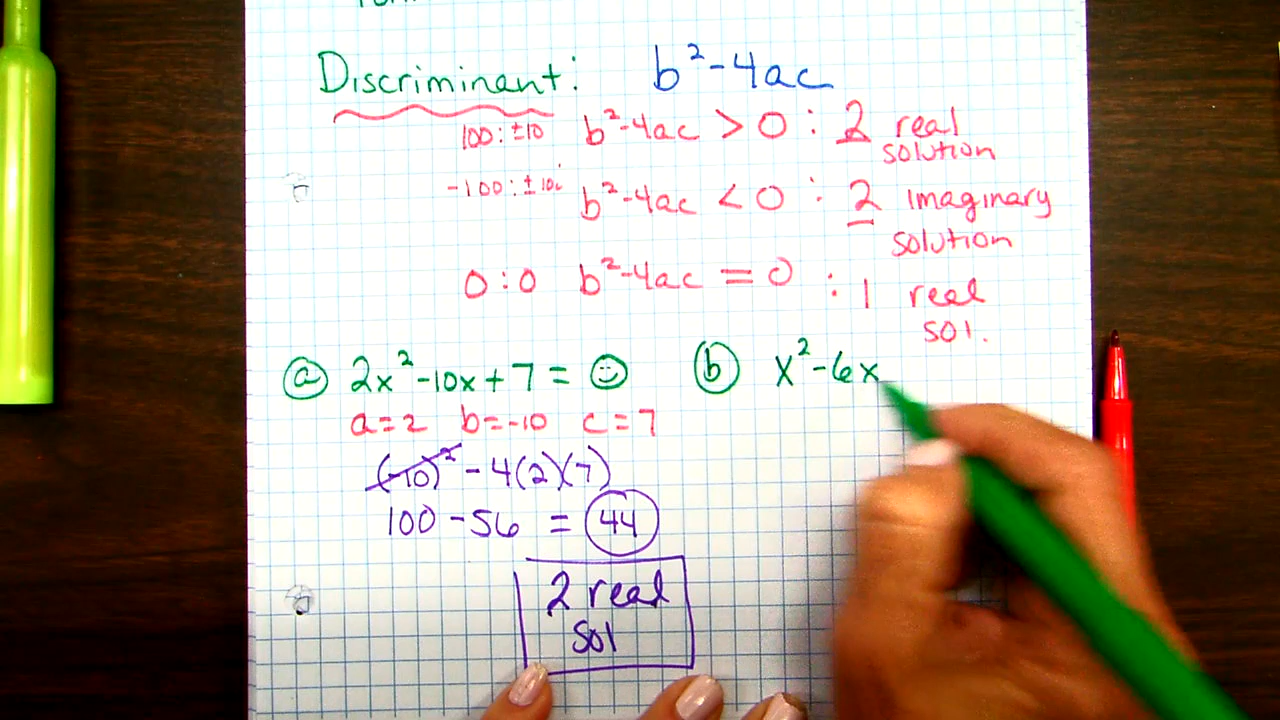 Discriminant: b²-4ac
100:±10 b²-4ac > 0 : 2 real solution
-100:±10i b²-4ac < 0 : 2 imaginary solution
0:0 b²-4ac = 0 : 1 real sol.
ⓐ 2x²-10x+7= ☺
a=2 b=-10 c=7
(-10)²-4(2)(7)
100-56 = 44
2 real
sol
ⓑ x²-6x